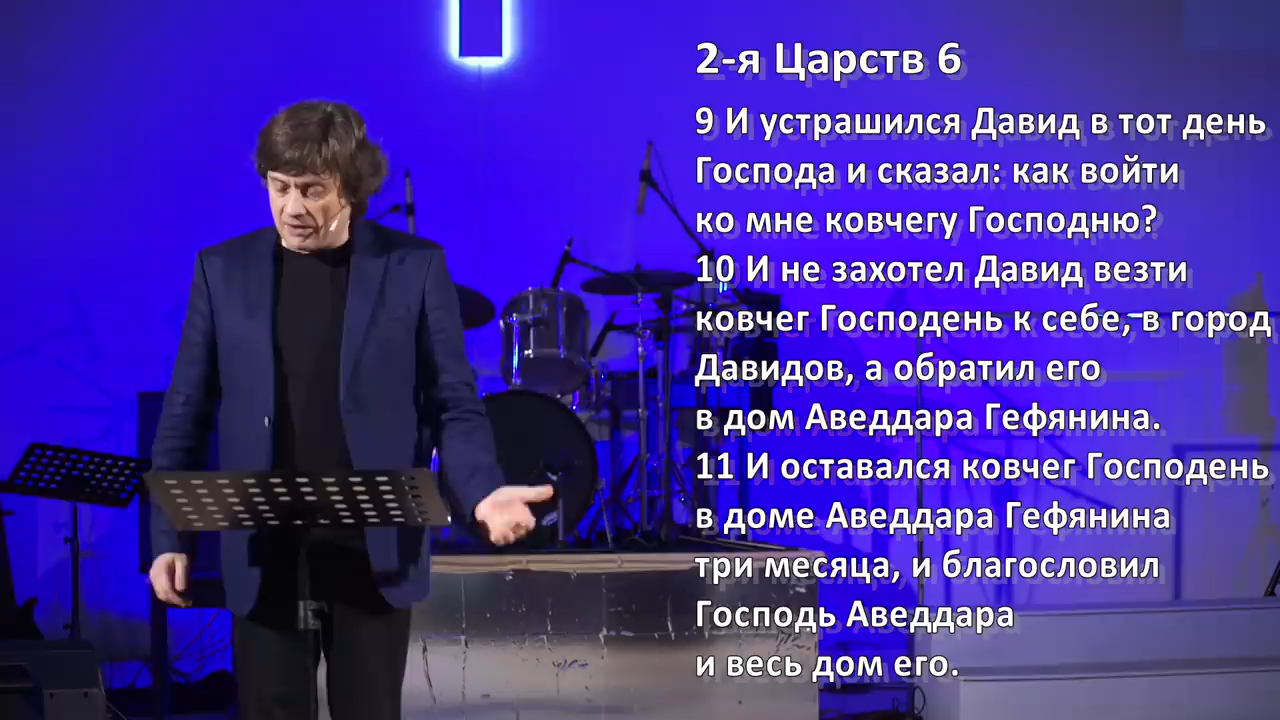 2-я Царств 6
9 И устрашился Давид в тот день
Господа и сказал: как войти
ко мне ковчегу Господню?
10 И не захотел Давид везти
ковчег Господень к себе, в город
Давидов, а обратил его
в дом Аведдара Гефянина.
11 И оставался ковчег Господень
в доме Аведдара Гефянина
три месяца, и благословил
Господь Аведдара
и весь дом его.